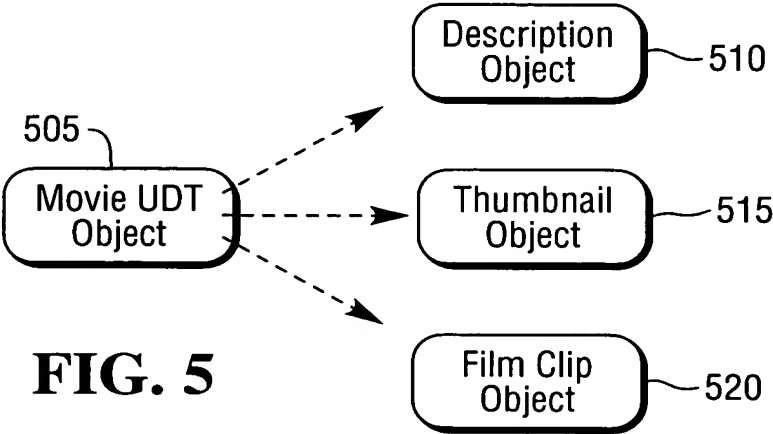 Description
Object
510
505
Movie UDT
Object
Thumbnail
Object
515
FIG. 5
Film Clip
Object
520